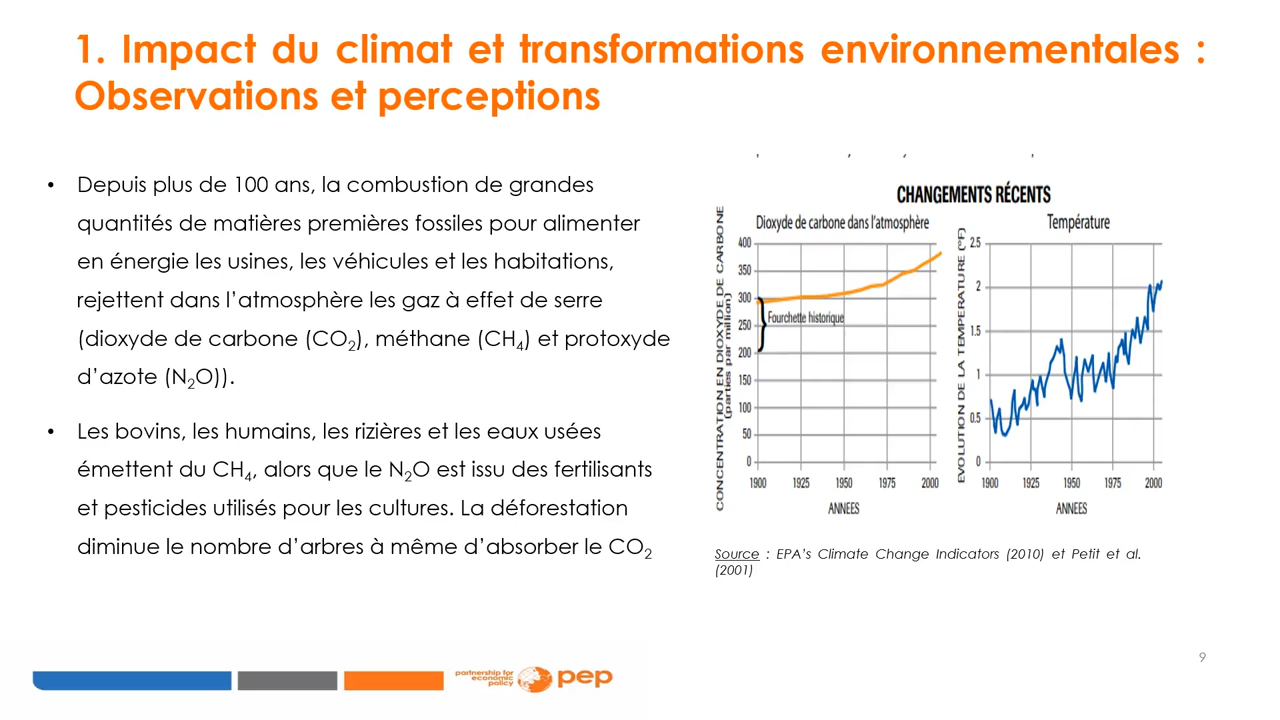 1. Impact du climat et transformations environnementales :
Observations et perceptions
• Depuis plus de 100 ans, la combustion de grandes
quantités de matières premières fossiles pour alimenter
en énergie les usines, les véhicules et les habitations,
rejettent dans l’atmosphère les gaz à effet de serre
(dioxyde de carbone (CO2), méthane (CH4) et protoxyde
d’azote (N2O)).
• Les bovins, les humains, les rizières et les eaux usées
émettent du CH4, alors que le N2O est issu des fertilisants
et pesticides utilisés pour les cultures. La déforestation
diminue le nombre d’arbres à même d’absorber le CO2
CHANGEMENTS RÉCENTS
Dioxyde de carbone dans l’atmosphère
CONCENTRATION EN DIOXYDE DE CARBONE
(parties par million)
400
350
300
250
200
150
100
50
0
Fourchette historique
1900 1925 1950 1975 2000
ANNEES
Température
EVOLUTION DE LA TEMPERATURE (°F)
2.5
2
1.5
1
0.5
0
1900 1925 1950 1975 2000
ANNEES
Source : EPA’s Climate Change Indicators (2010) et Petit et al.
(2001)
partnership for
economic
policy
pep
9